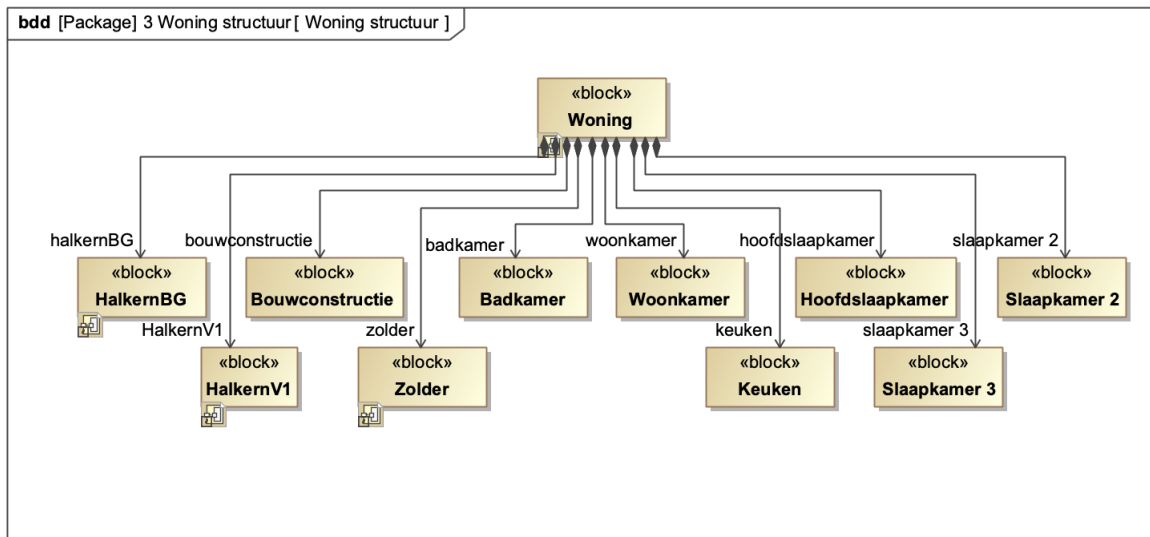 bdd [Package] 3 Woning structuur[ Woning structuur ]
«block»
Woning
halkernBG
bouwconstructie
badkamer
woonkamer
hoofdslaapkamer
slaapkamer 2
«block»
HalkernBG
«block»
Bouwconstructie
«block»
Badkamer
«block»
Woonkamer
«block»
Hoofdslaapkamer
«block»
Slaapkamer 2
HalkernV1
zolder
keuken
slaapkamer 3
«block»
HalkernV1
«block»
Zolder
«block»
Keuken
«block»
Slaapkamer 3